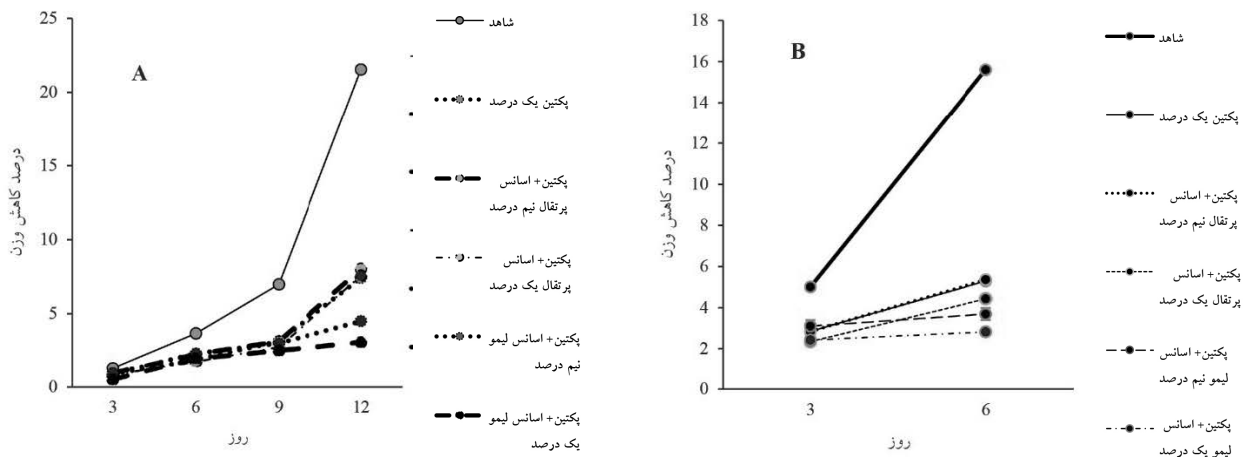 A
25
20
15
10
5
0
درصد کاهش وزن
3 6 9 12
روز
شاهد
پکتین یک درصد
پکتین+ اسانس
پرتقال نیم درصد
پکتین+ اسانس
پرتقال یک درصد
پکتین+ اسانس لیمو
نیم درصد
پکتین+ اسانس لیمو
یک درصد
B
18
16
14
12
10
8
6
4
2
0
درصد کاهش وزن
3 6
روز
شاهد
پکتین یک درصد
پکتین+ اسانس
پرتقال نیم درصد
پکتین+ اسانس
پرتقال یک درصد
پکتین+ اسانس
لیمو نیم درصد
پکتین+ اسانس
لیمو یک درصد